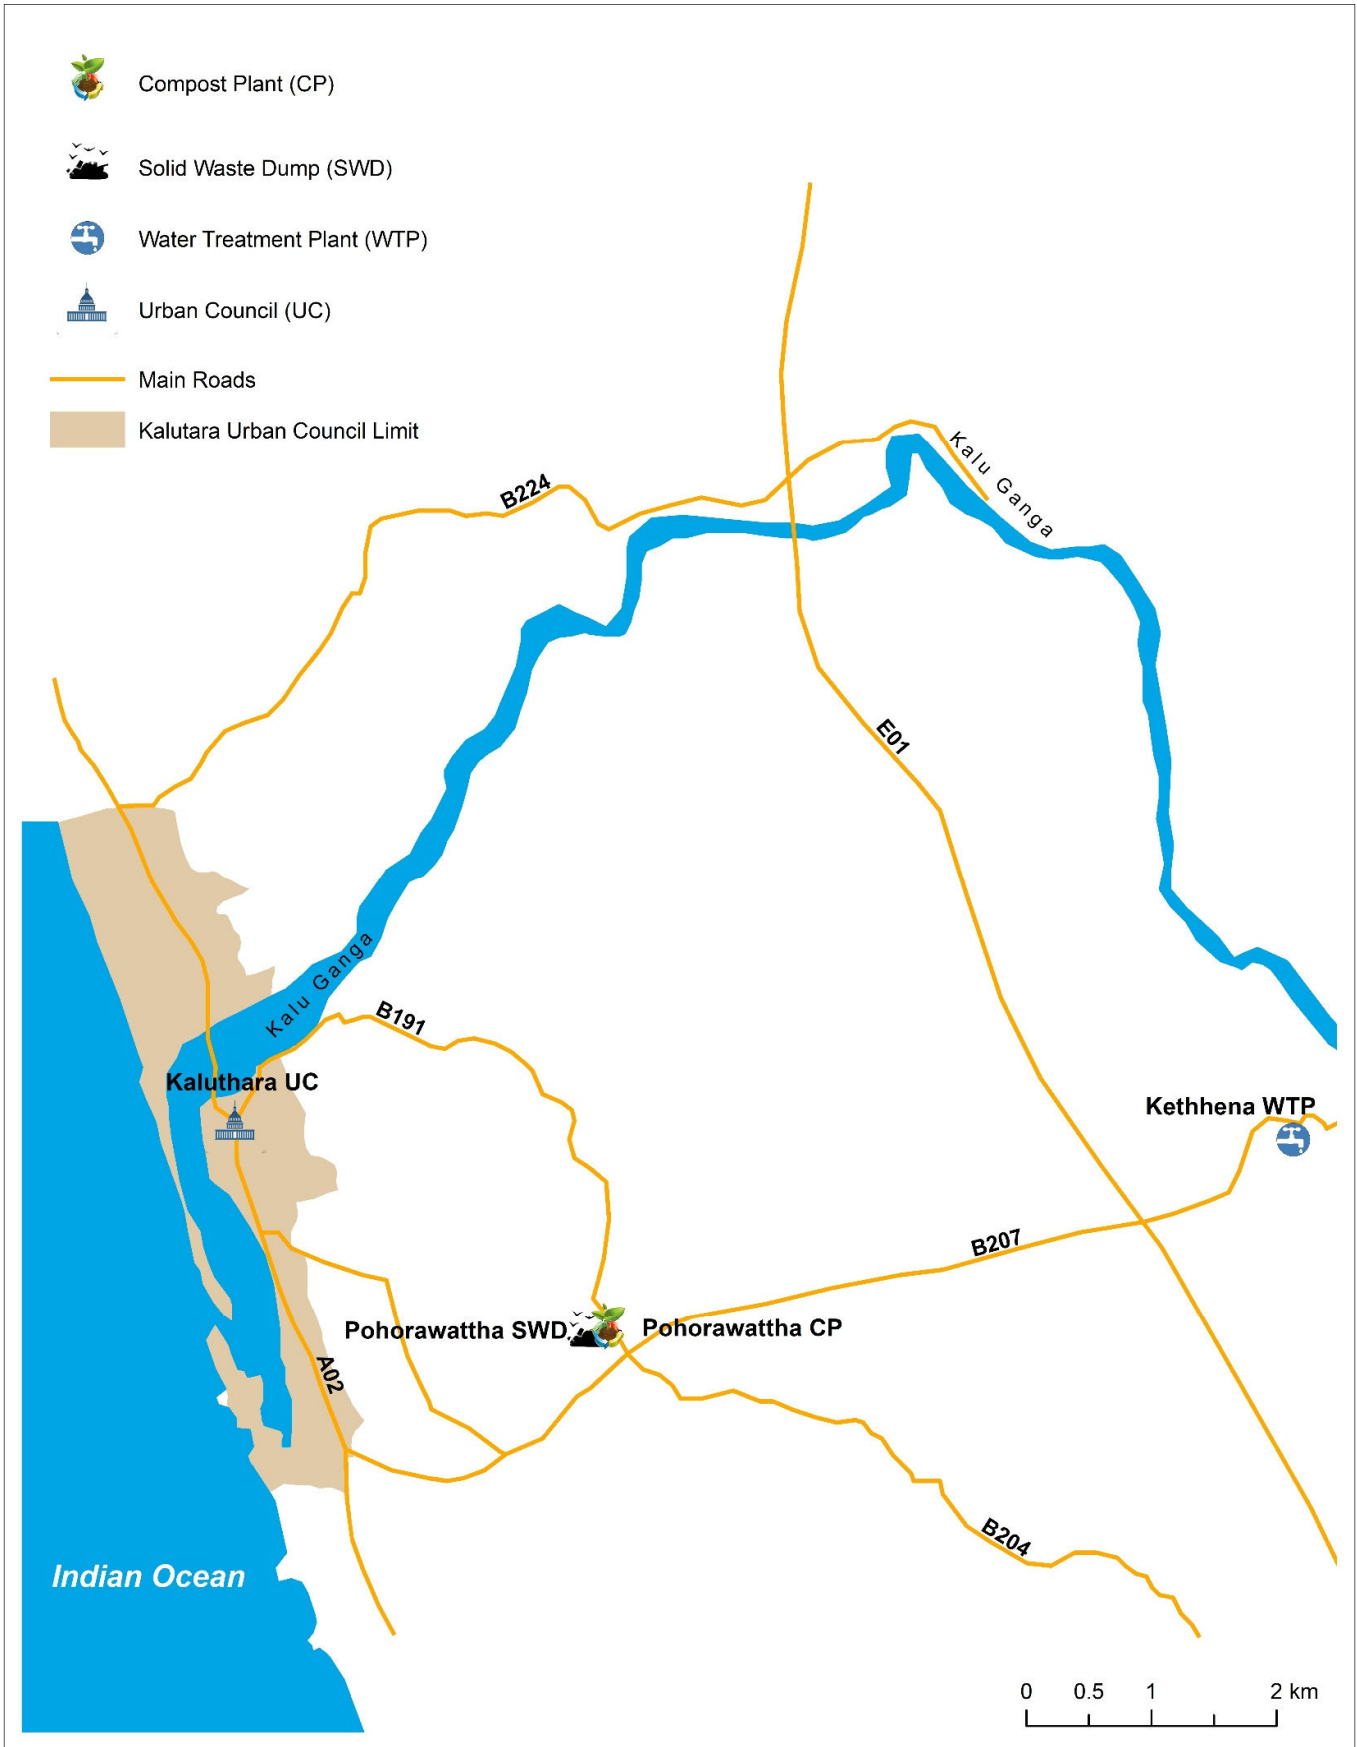 Compost Plant (CP)
Solid Waste Dump (SWD)
Water Treatment Plant (WTP)
Urban Council (UC)
Main Roads
Kalutara Urban Council Limit
Kalu Ganga
B224
E01
Kalu Ganga
B191
Kaluthara UC
Kethhena WTP
B207
Pohorawattha SWD
Pohorawattha CP
A02
B204
Indian Ocean
0 0.5 1 2 km